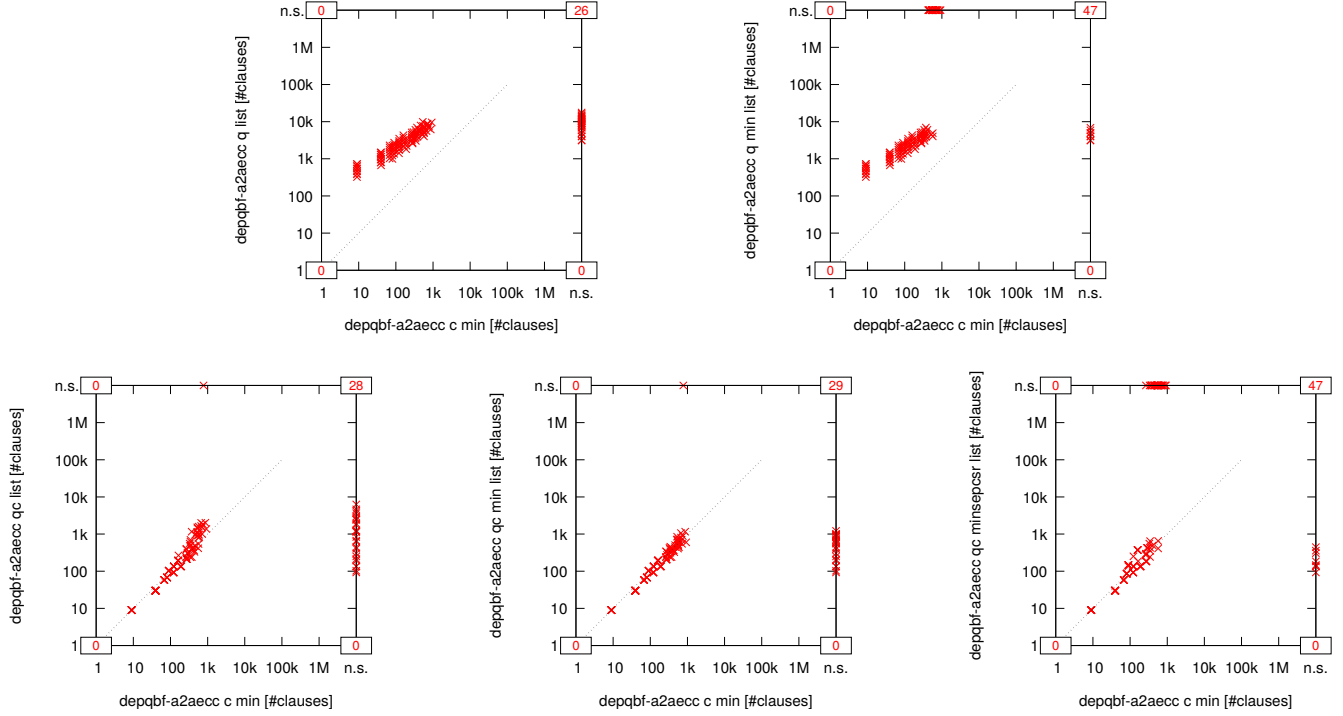 n.s. 0 26
1M
100k
10k
1k
100
10
1 0 0
1 10 100 1k 10k 100k 1M n.s.
depqbf-a2aecc q list [#clauses]
depqbf-a2aecc c min [#clauses]
n.s. 0 47
1M
100k
10k
1k
100
10
1 0 0
1 10 100 1k 10k 100k 1M n.s.
depqbf-a2aecc q min list [#clauses]
depqbf-a2aecc c min [#clauses]
n.s. 0 28
1M
100k
10k
1k
100
10
1 0 0
1 10 100 1k 10k 100k 1M n.s.
depqbf-a2aecc qc list [#clauses]
depqbf-a2aecc c min [#clauses]
n.s. 0 29
1M
100k
10k
1k
100
10
1 0 0
1 10 100 1k 10k 100k 1M n.s.
depqbf-a2aecc qc min list [#clauses]
depqbf-a2aecc c min [#clauses]
n.s. 0 47
1M
100k
10k
1k
100
10
1 0 0
1 10 100 1k 10k 100k 1M n.s.
depqbf-a2aecc qc minsepcsr list [#clauses]
depqbf-a2aecc c min [#clauses]